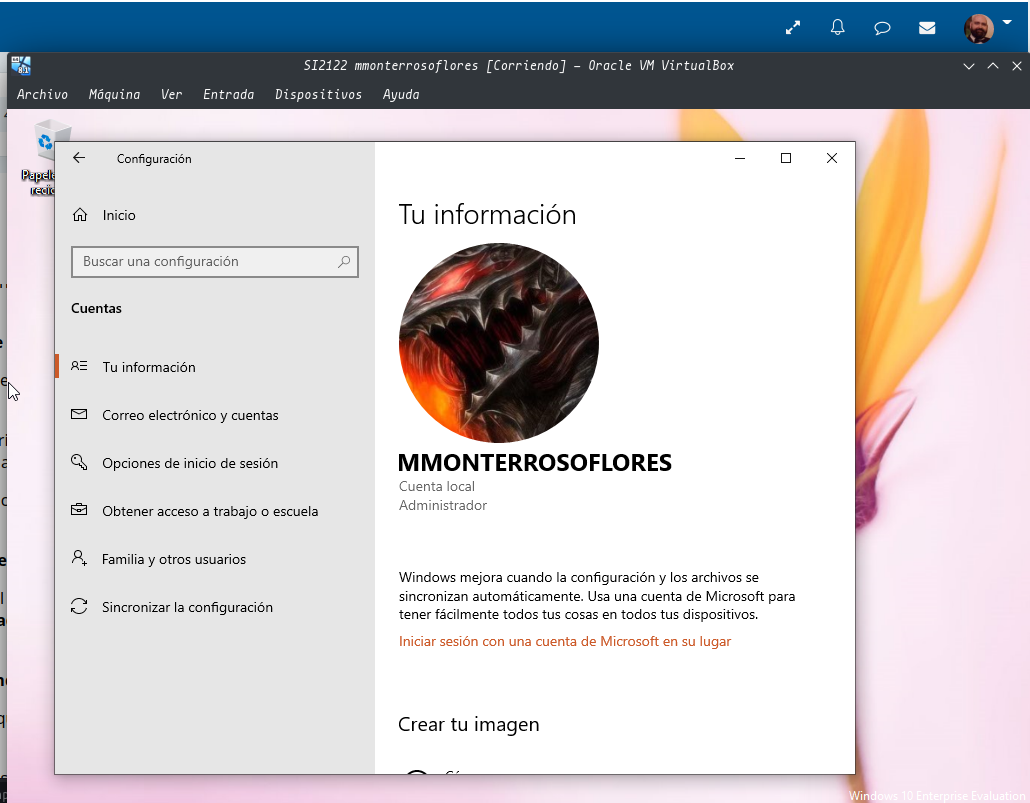 SI2122 mmonterrosoflores [Corriendo] – Oracle VM VirtualBox
Archivo Máquina Ver Entrada Dispositivos Ayuda
Configuración
Inicio
Buscar una configuración
Cuentas
Tu información
Correo electrónico y cuentas
Opciones de inicio de sesión
Obtener acceso a trabajo o escuela
Familia y otros usuarios
Sincronizar la configuración
Tu información
MMONTERROSOFLORES
Cuenta local
Administrador
Windows mejora cuando la configuración y los archivos se
sincronizan automáticamente. Usa una cuenta de Microsoft para
tener fácilmente todos tus cosas en todos tus dispositivos.
Iniciar sesión con una cuenta de Microsoft en su lugar
Crear tu imagen
Windows 10 Enterprise Evaluation